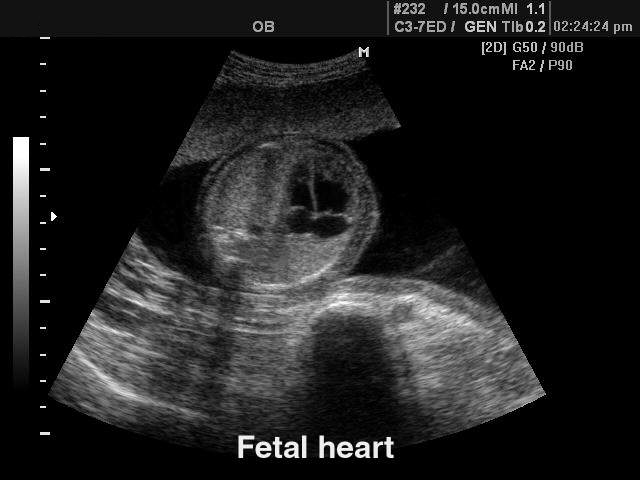 #232 / 15.0cm MI 1.1
OB C3-7ED / GEN TIb 0.2 02:24:24 pm
M [2D] G50 / 90dB
FA2 / P90
Fetal heart